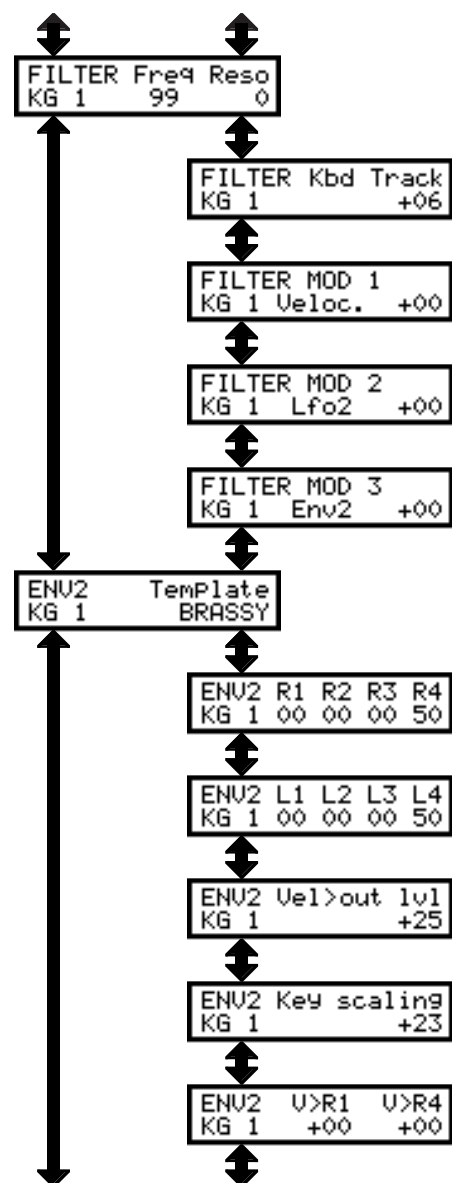 FILTER Freq Reso
KG 1 99 0
FILTER Kbd Track
KG 1 +06
FILTER MOD 1
KG 1 Veloc. +00
FILTER MOD 2
KG 1 Lfo2 +00
FILTER MOD 3
KG 1 Env2 +00
ENV2 TemPlate
KG 1 BRASSY
ENV2 R1 R2 R3 R4
KG 1 00 00 00 50
ENV2 L1 L2 L3 L4
KG 1 00 00 00 50
ENV2 Vel>out lvl
KG 1 +25
ENV2 Key scaling
KG 1 +23
ENV2 V>R1 V>R4
KG 1 +00 +00